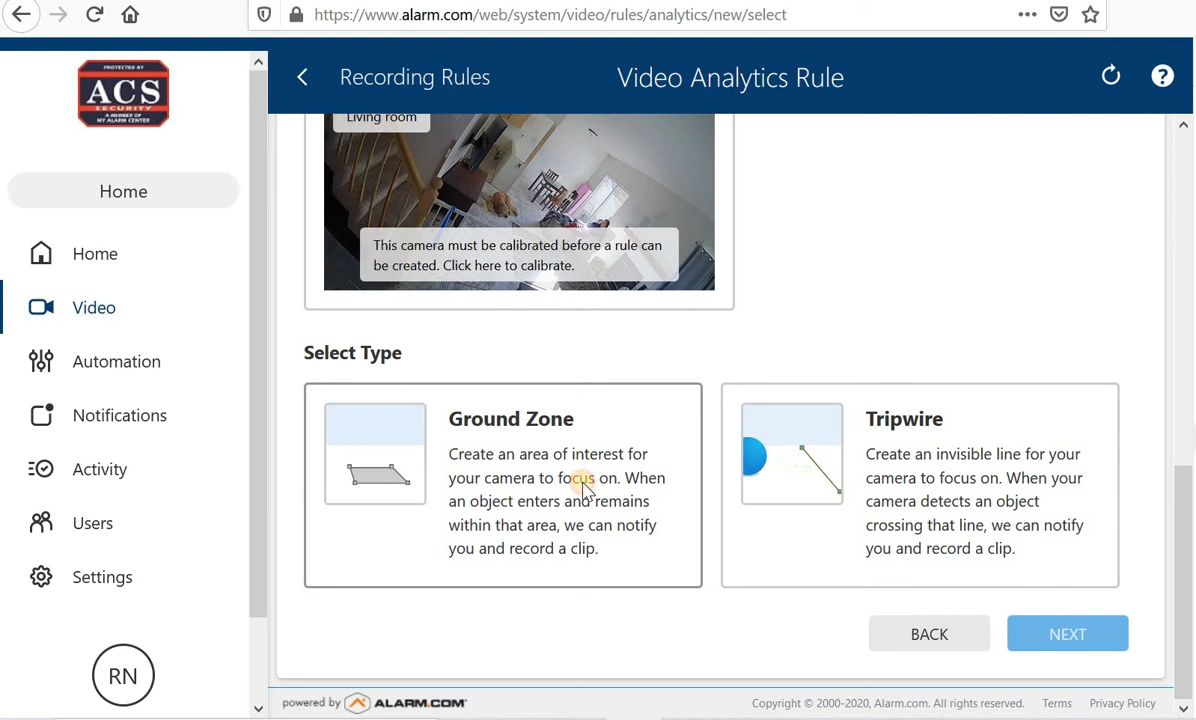 https://www.alarm.com/web/system/video/rules/analytics/new/select
PROTECTED BY
ACS
SECURITY
A MEMBER OF
MY ALARM CENTER
Recording Rules
Video Analytics Rule
?
Home
Home
Video
Automation
Notifications
Activity
Users
Settings
RN
Living room
This camera must be calibrated before a rule can
be created. Click here to calibrate.
Select Type
Ground Zone
Create an area of interest for
your camera to focus on. When
an object enters and remains
within that area, we can notify
you and record a clip.
Tripwire
Create an invisible line for your
camera to focus on. When your
camera detects an object
crossing that line, we can notify
you and record a clip.
BACK
NEXT
powered by ALARM.COM®
Copyright © 2000-2020, Alarm.com. All rights reserved.
Terms
Privacy Policy